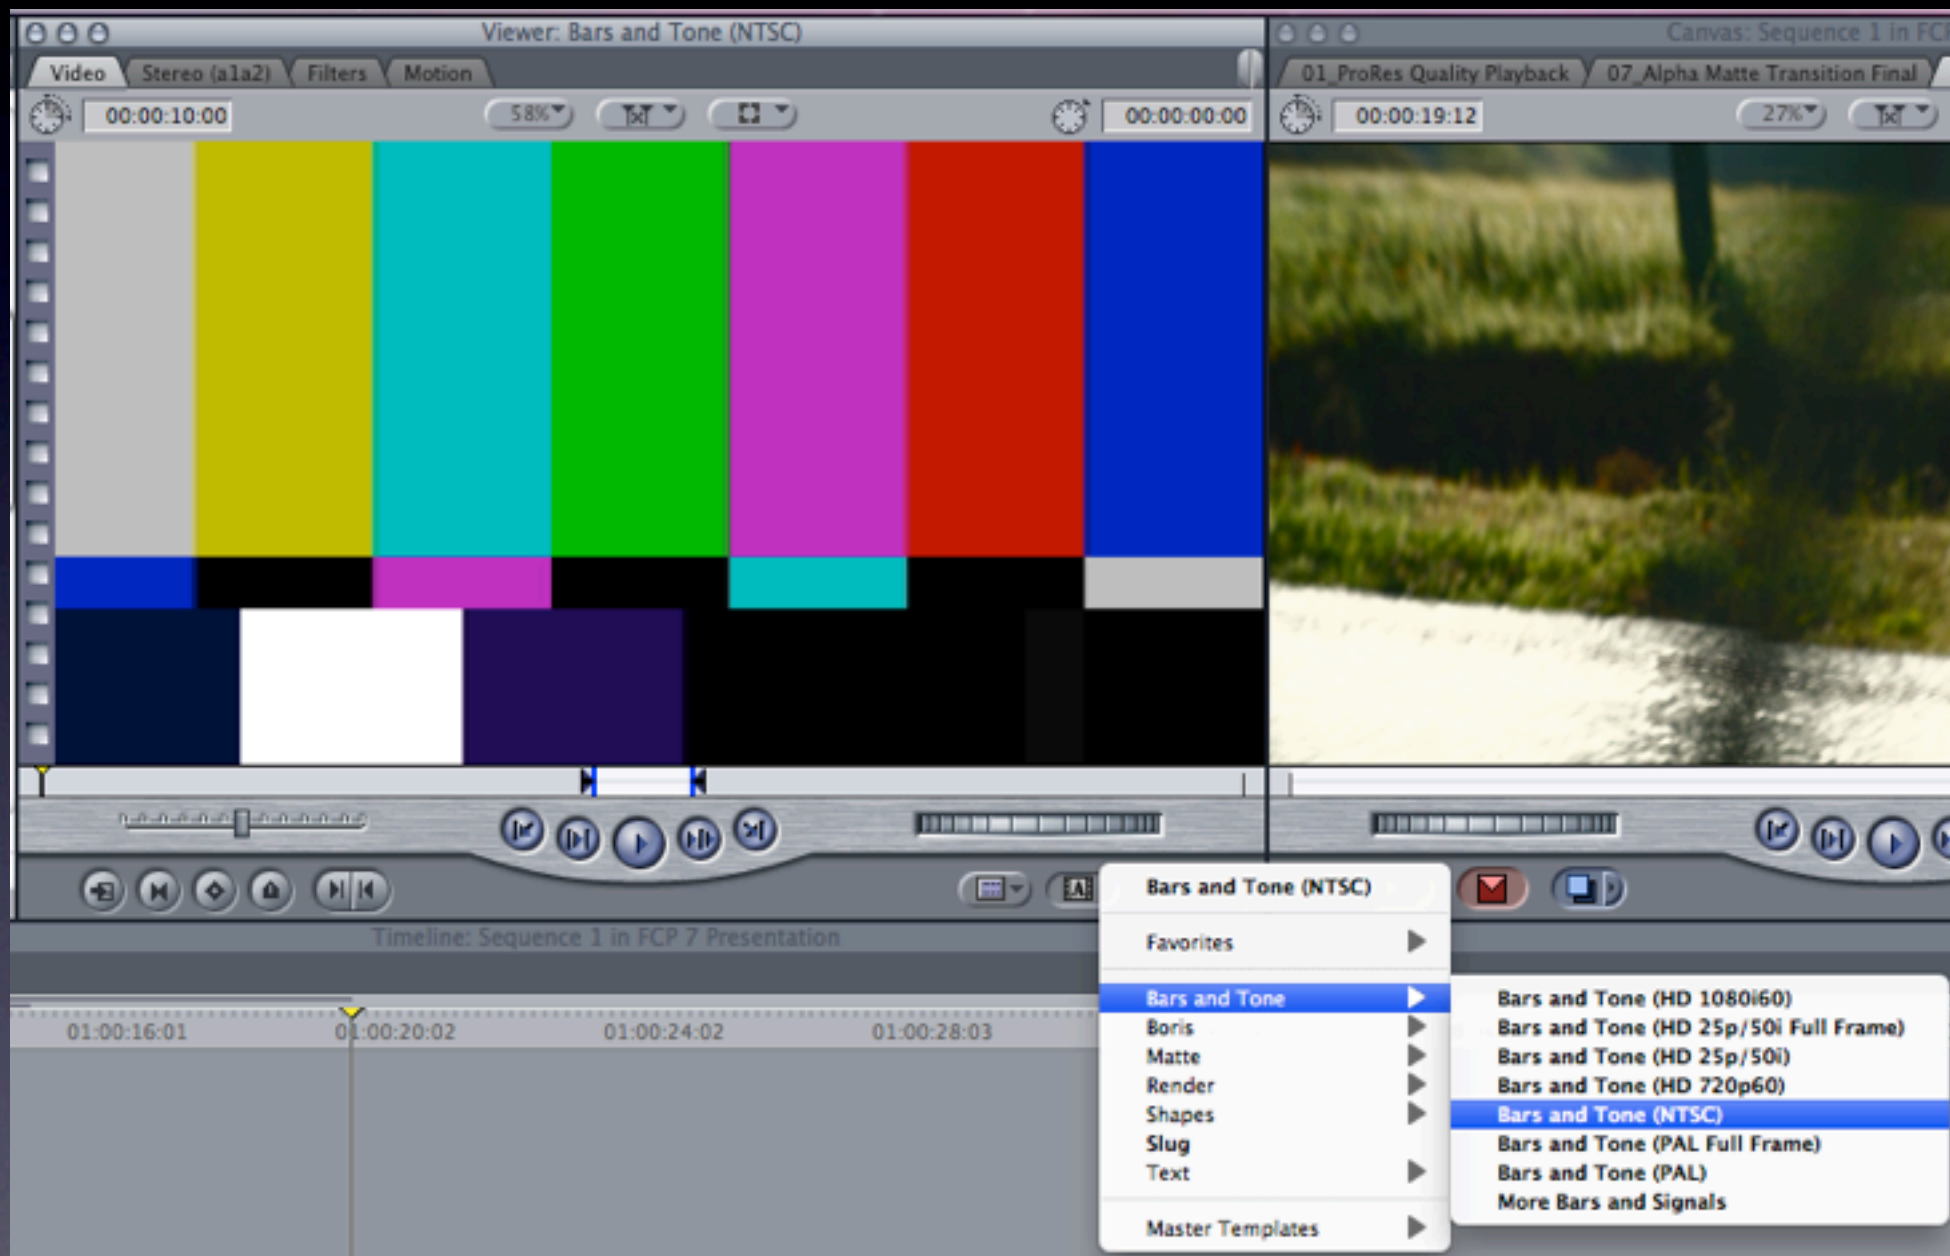 Viewer: Bars and Tone (NTSC)
Canvas: Sequence 1 in FC
Video
Stereo (a1a2)
Filters
Motion
01_ProRes Quality Playback
07_Alpha Matte Transition Final
00:00:10:00
58%
00:00:00:00
00:00:19:12
27%
A
Bars and Tone (NTSC)
Favorites
Timeline: Sequence 1 in FCP 7 Presentation
01:00:16:01
01:00:20:02
01:00:24:02
01:00:28:03
Bars and Tone
Boris
Matte
Render
Shapes
Slug
Text
Master Templates
Bars and Tone (HD 1080i60)
Bars and Tone (HD 25p/50i Full Frame)
Bars and Tone (HD 25p/50i)
Bars and Tone (HD 720p60)
Bars and Tone (NTSC)
Bars and Tone (PAL Full Frame)
Bars and Tone (PAL)
More Bars and Signals